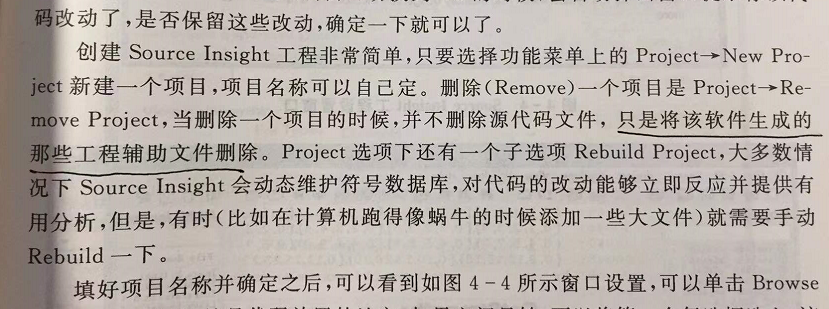 码改动了,是否保留这些改动,确定一下就可以了。
创建 Source Insight 工程非常简单,只要选择功能菜单上的 Project→New Pro-
ject 新建一个项目,项目名称可以自己定。删除(Remove)一个项目是 Project→Re-
move Project,当删除一个项目的时候,并不删除源代码文件,只是将该软件生成的
那些工程辅助文件删除。Project 选项下还有一个子选项 Rebuild Project,大多数情
况下 Source Insight 会动态维护符号数据库,对代码的改动能够立即反应并提供有
用分析,但是,有时(比如在计算机跑得像蜗牛的时候添加一些大文件)就需要手动
Rebuild 一下。
填好项目名称并确定之后,可以看到如图 4-4 所示窗口设置,可以单击 Browse